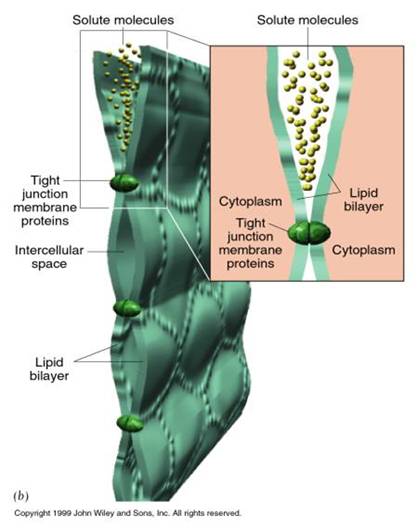 Solute molecules
Solute molecules
Tight
junction
membrane
proteins
Intercellular
space
Lipid
bilayer
Cytoplasm
Lipid
bilayer
Tight
junction
membrane
proteins
Cytoplasm
(b)
Copyright 1999 John Wiley and Sons, Inc. All rights reserved.